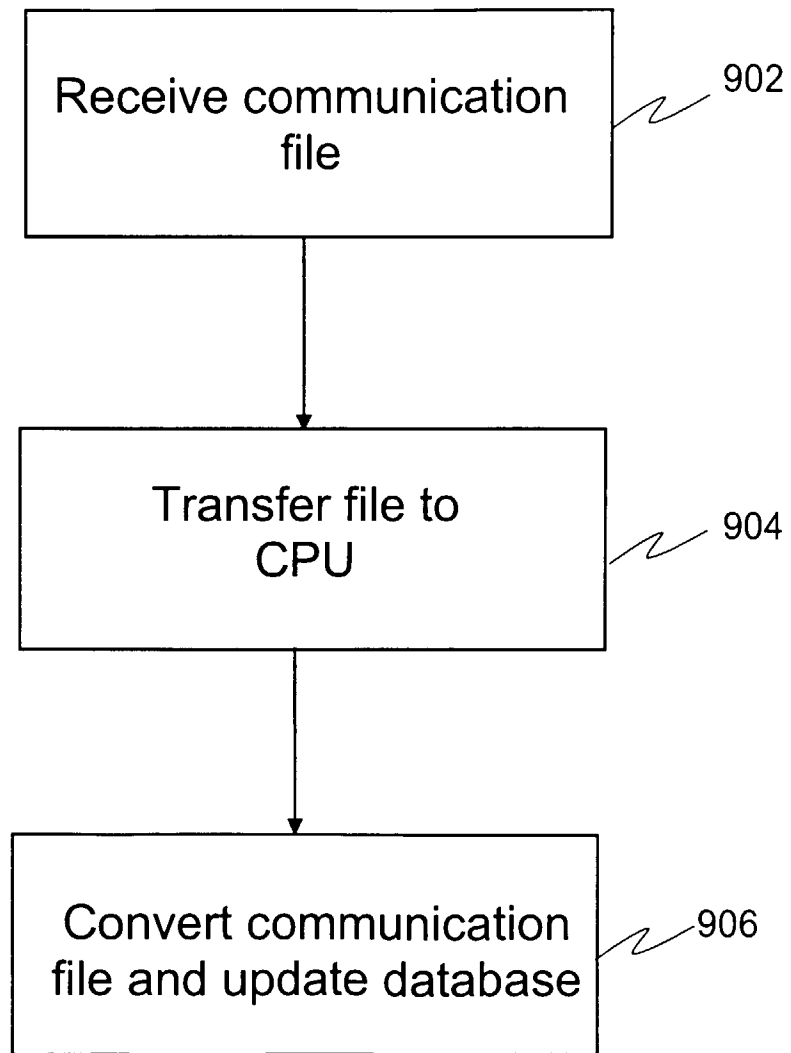 Receive communication
file
902
Transfer file to
CPU
904
Convert communication
file and update database
906